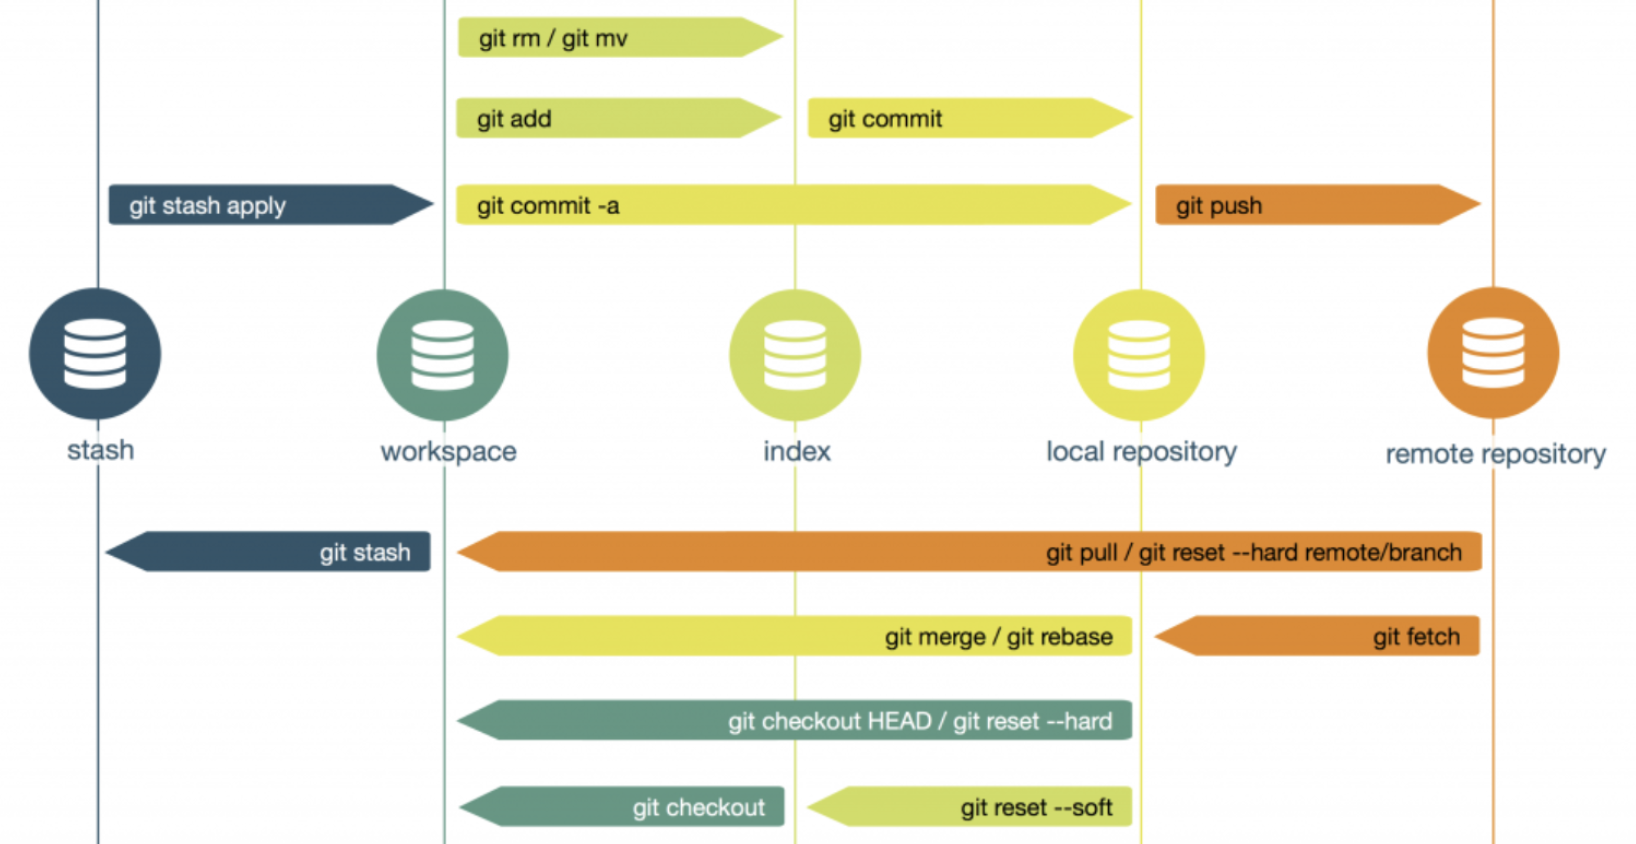 git rm / git mv
git add
git commit
git stash apply
git commit -a
git push
stash
workspace
index
local repository
remote repository
git stash
git pull / git reset --hard remote/branch
git merge / git rebase
git fetch
git checkout HEAD / git reset --hard
git checkout
git reset --soft